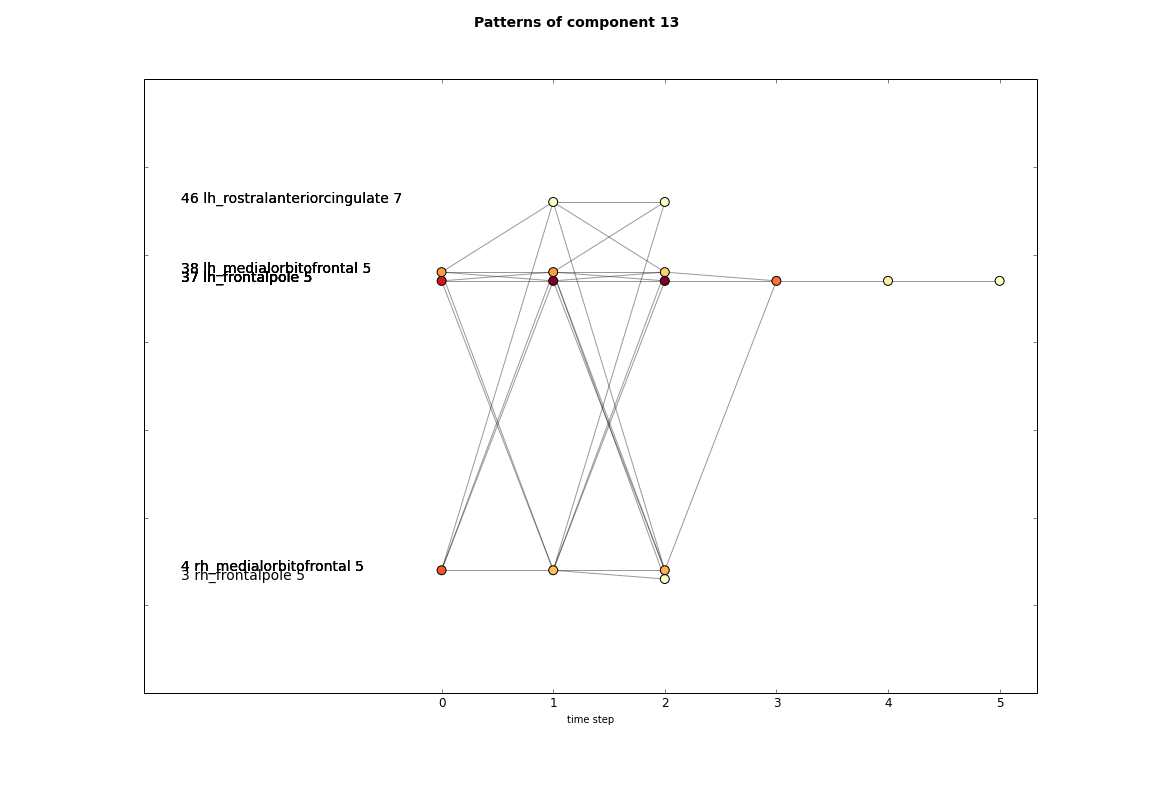 Patterns of component 13
46 lh_rostralanteriorcingulate 7
38 lh_medialorbitofrontal 5
37 lh_frontalpole 5
4 rh_medialorbitofrontal 5
3 rh_frontalpole 5
0 1 2 3 4 5
time step